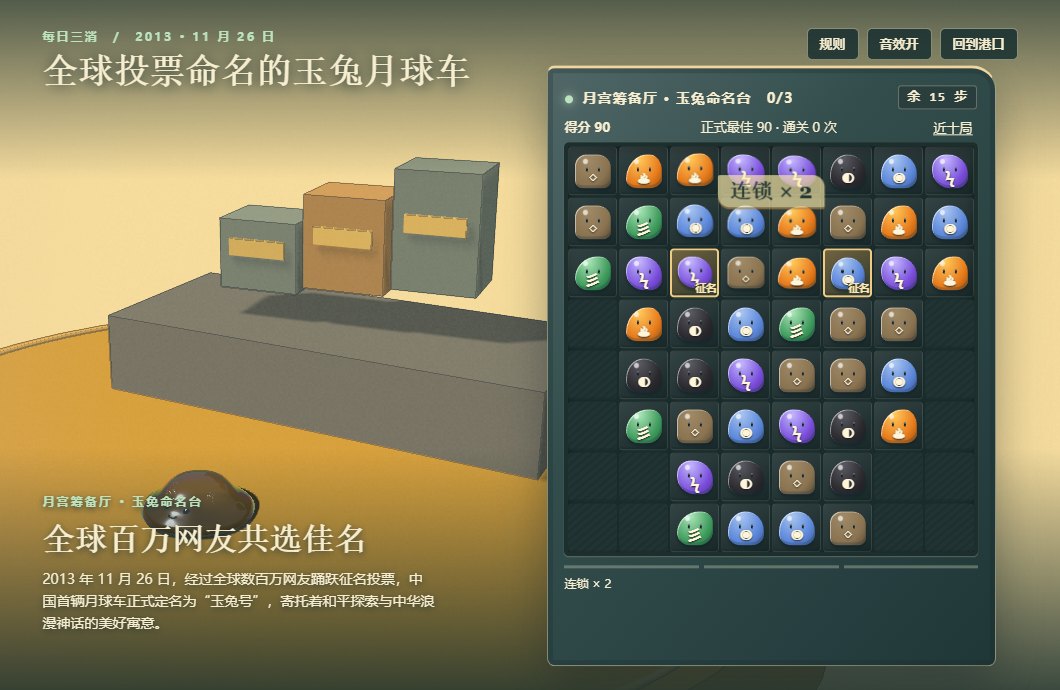 每日三消 / 2013・11 月 26 日
全球投票命名的玉兔月球车
规则
音效开
回到港口
月宫筹备厅・玉兔命名台 0/3
余 15 步
得分 90
正式最佳 90 · 通关 0 次
近十局
连锁 × 2
征名
征名
连锁 × 2
月宫筹备厅・玉兔命名台
全球百万网友共选佳名
2013 年 11 月 26 日，经过全球数百万网友踊跃征名投票，中
国首辆月球车正式定名为“玉兔号”，寄托着和平探索与中华浪
漫神话的美好寓意。